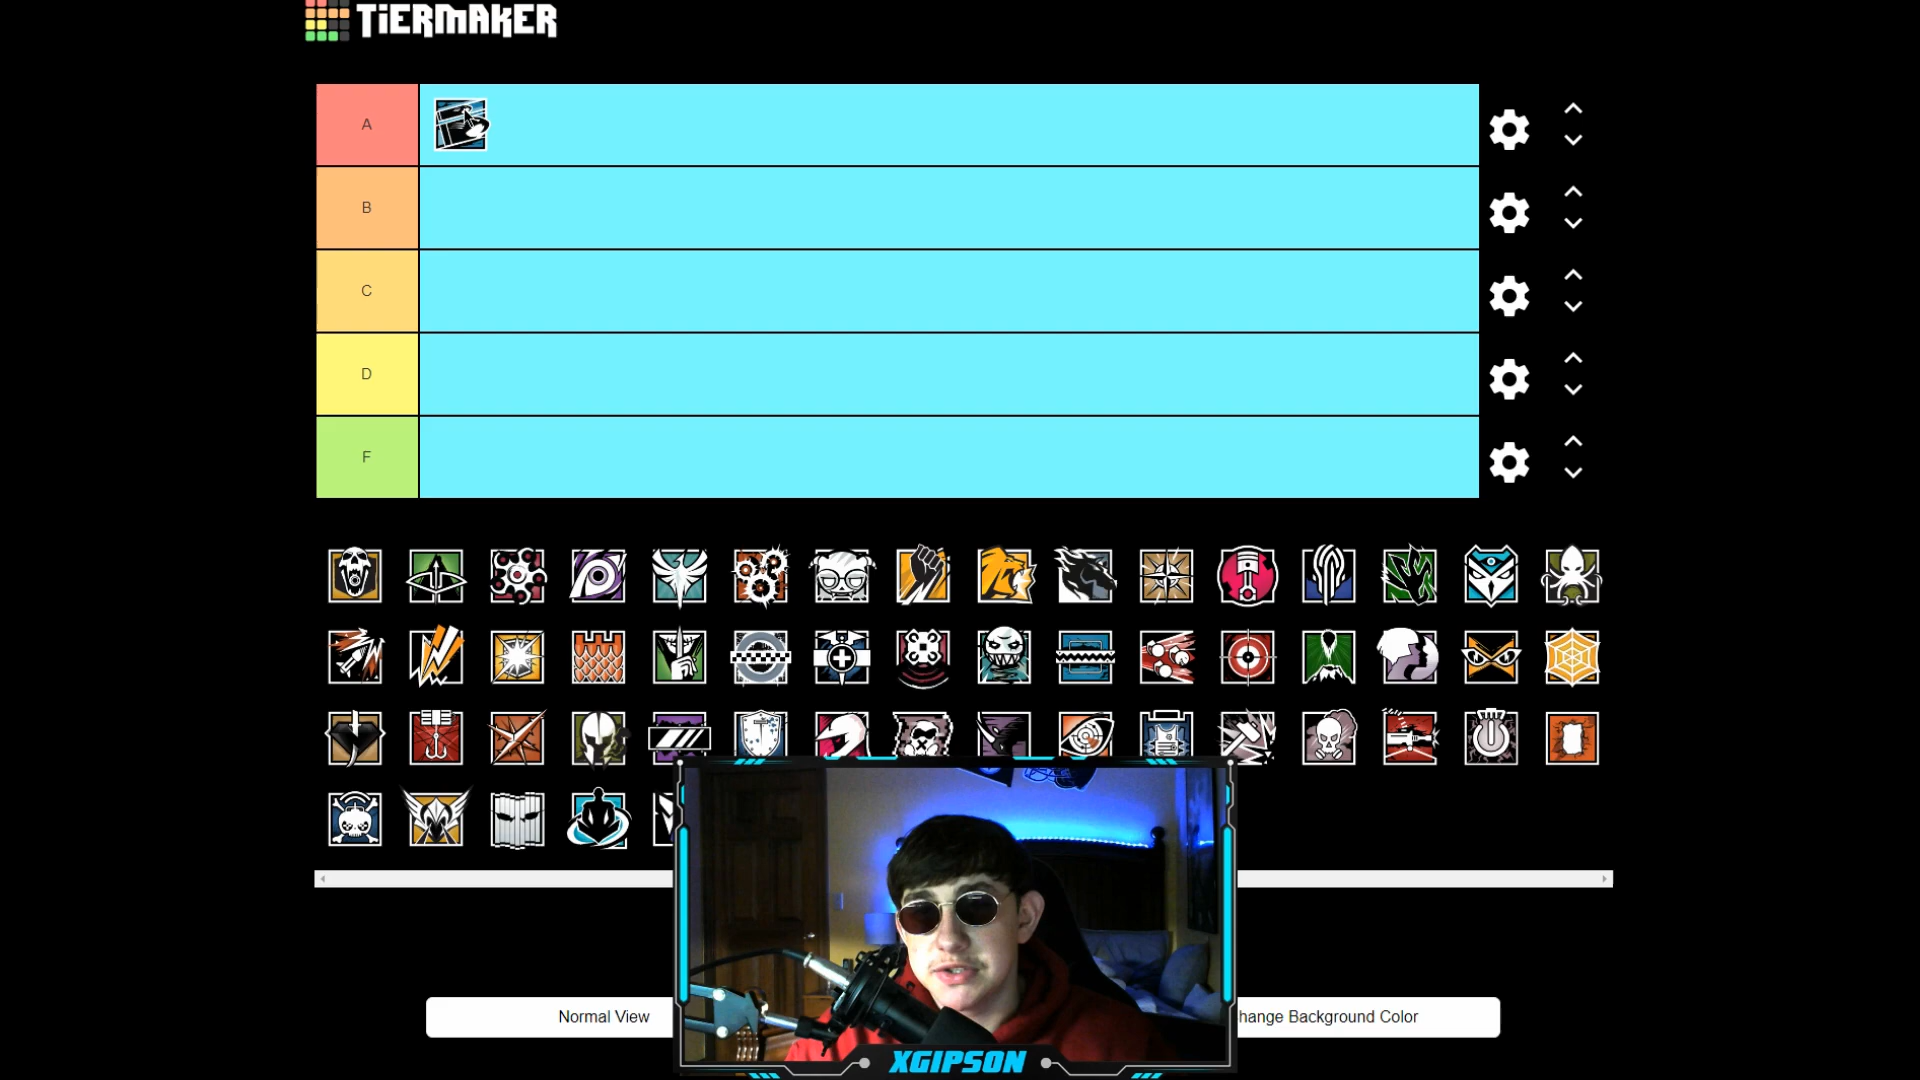 TiERMAKER
A
B
C
D
F
Normal View
hange Background Color
XGIPSON